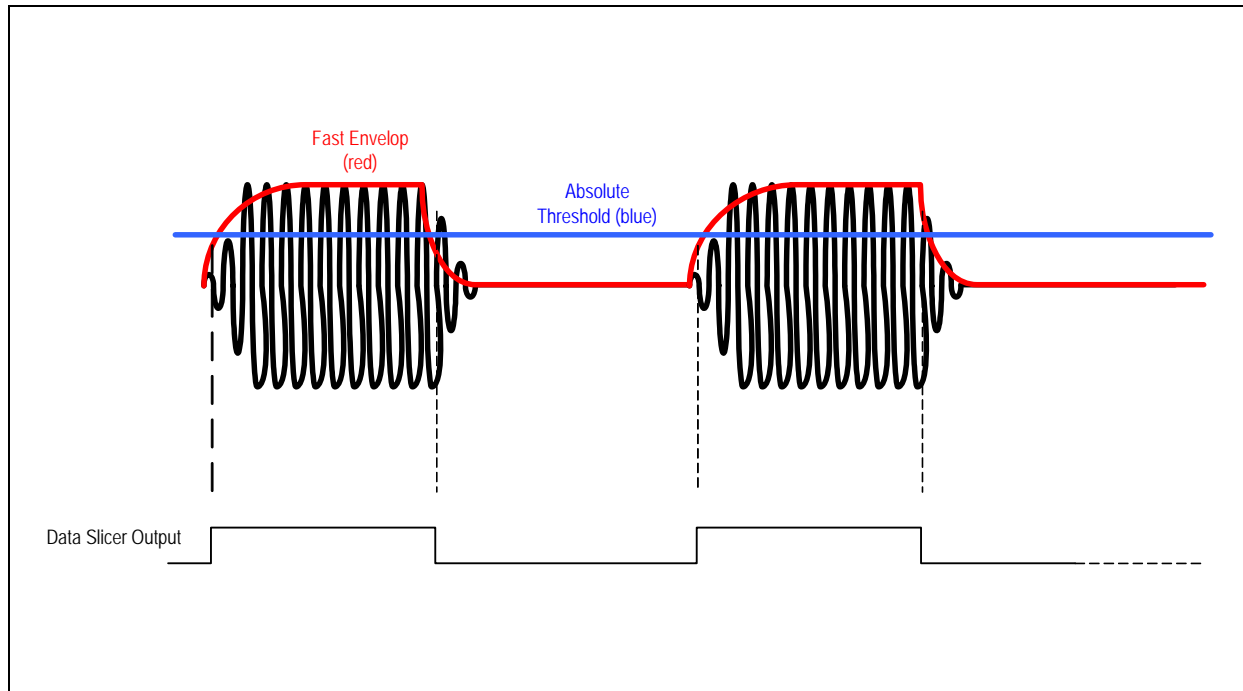 Fast Envelop
(red)
Absolute
Threshold (blue)
Data Slicer Output